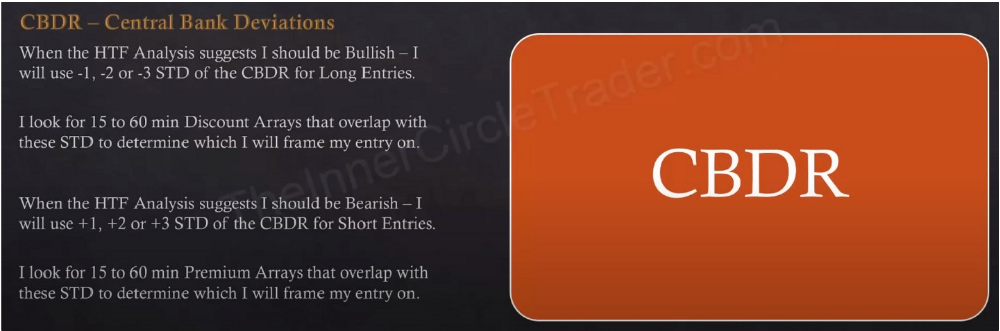 CBDR – Central Bank Deviations
When the HTF Analysis suggests I should be Bullish – I
will use -1, -2 or -3 STD of the CBDR for Long Entries.
I look for 15 to 60 min Discount Arrays that overlap with
these STD to determine which I will frame my entry on.
When the HTF Analysis suggests I should be Bearish – I
will use +1, +2 or +3 STD of the CBDR for Short Entries.
I look for 15 to 60 min Premium Arrays that overlap with
these STD to determine which I will frame my entry on.
CBDR
TheInnerCircleTrader.com